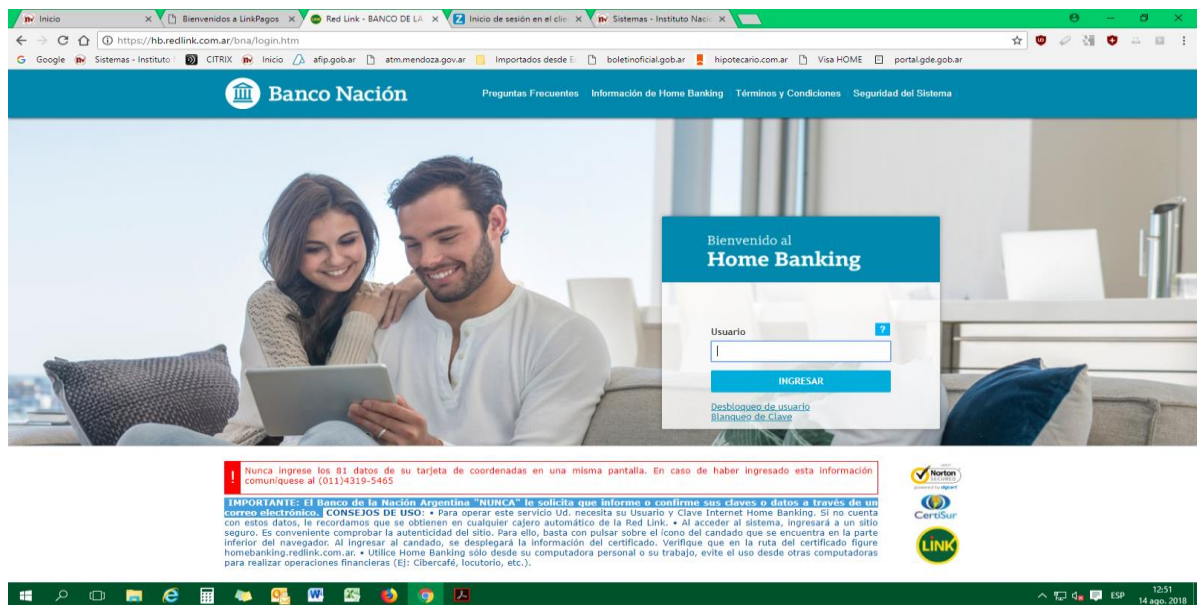 Inicio
Bienvenidos a LinkPagos
Red Link - BANCO DE LA
Inicio de sesión en el clie
Sistemas - Instituto Nacio
https://hb.redlink.com.ar/bna/login.htm
Google Sistemas - Instituto CITRIX Inicio afip.gob.ar atm.mendoza.gov.ar Importados desde E boletinoficial.gob.ar hipotecario.com.ar Visa HOME portal.gde.gob.ar
Banco Nación
Preguntas Frecuentes Información de Home Banking Términos y Condiciones Seguridad del Sistema
Bienvenido al
Home Banking
Usuario ?
INGRESAR
Desbloqueo de usuario
Blanqueo de Clave
! Nunca ingrese los 81 datos de su tarjeta de coordenadas en una misma pantalla. En caso de haber ingresado esta información
comuníquese al (011)4319-5465
IMPORTANTE: El Banco de la Nación Argentina "NUNCA" le solicita que informe o confirme sus claves o datos a través de un
correo electrónico. CONSEJOS DE USO: • Para operar este servicio Ud. necesita su Usuario y Clave Internet Home Banking. Si no cuenta
con estos datos, le recordamos que se obtienen en cualquier cajero automático de la Red Link. • Al acceder al sistema, ingresará a un sitio
seguro. Es conveniente comprobar la autenticidad del sitio. Para ello, basta con pulsar sobre el ícono del candado que se encuentra en la parte
inferior del navegador. Al ingresar al candado, se desplegará la información del certificado. Verifique que en la ruta del certificado figure
homebanking.redlink.com.ar. • Utilice Home Banking sólo desde su computadora personal o su trabajo, evite el uso desde otras computadoras
para realizar operaciones financieras (Ej: Cibercafé, locutorio, etc.).
Norton
SECURED
powered by digicert
CertiSur
LINK
ESP
12:51
14 ago. 2018